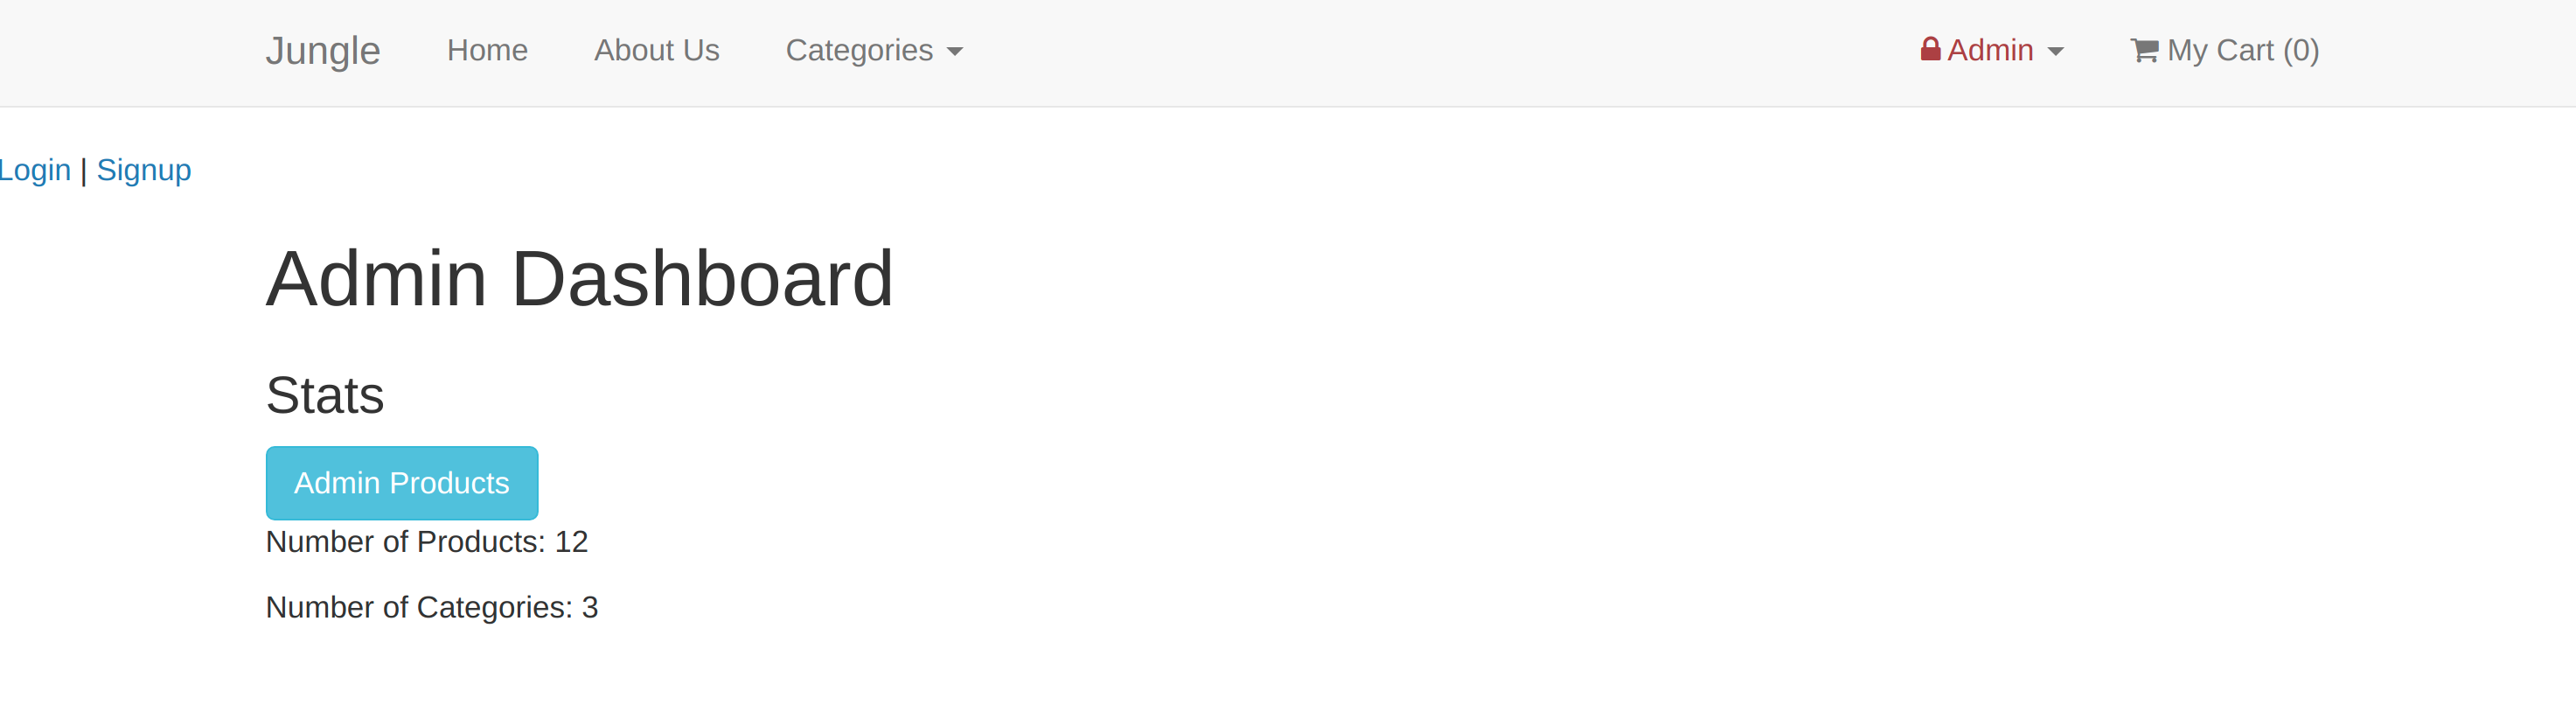 Jungle Home About Us Categories Admin My Cart (0)
Login | Signup
Admin Dashboard
Stats
Admin Products
Number of Products: 12
Number of Categories: 3